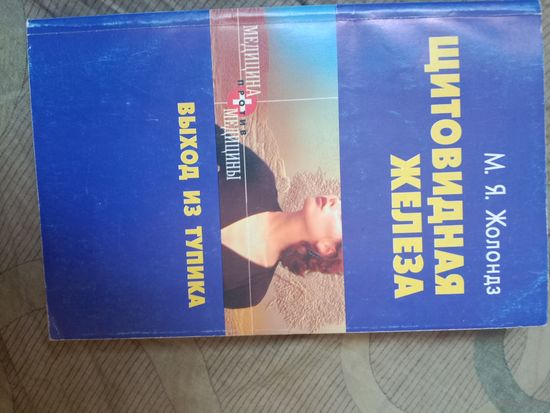 М. Я. Жолондз
ЩИТОВИДНАЯ
ЖЕЛЕЗА
МЕДИЦИНА
ПРОТИВ
МЕДИЦИНЫ
ВЫХОД ИЗ ТУПИКА